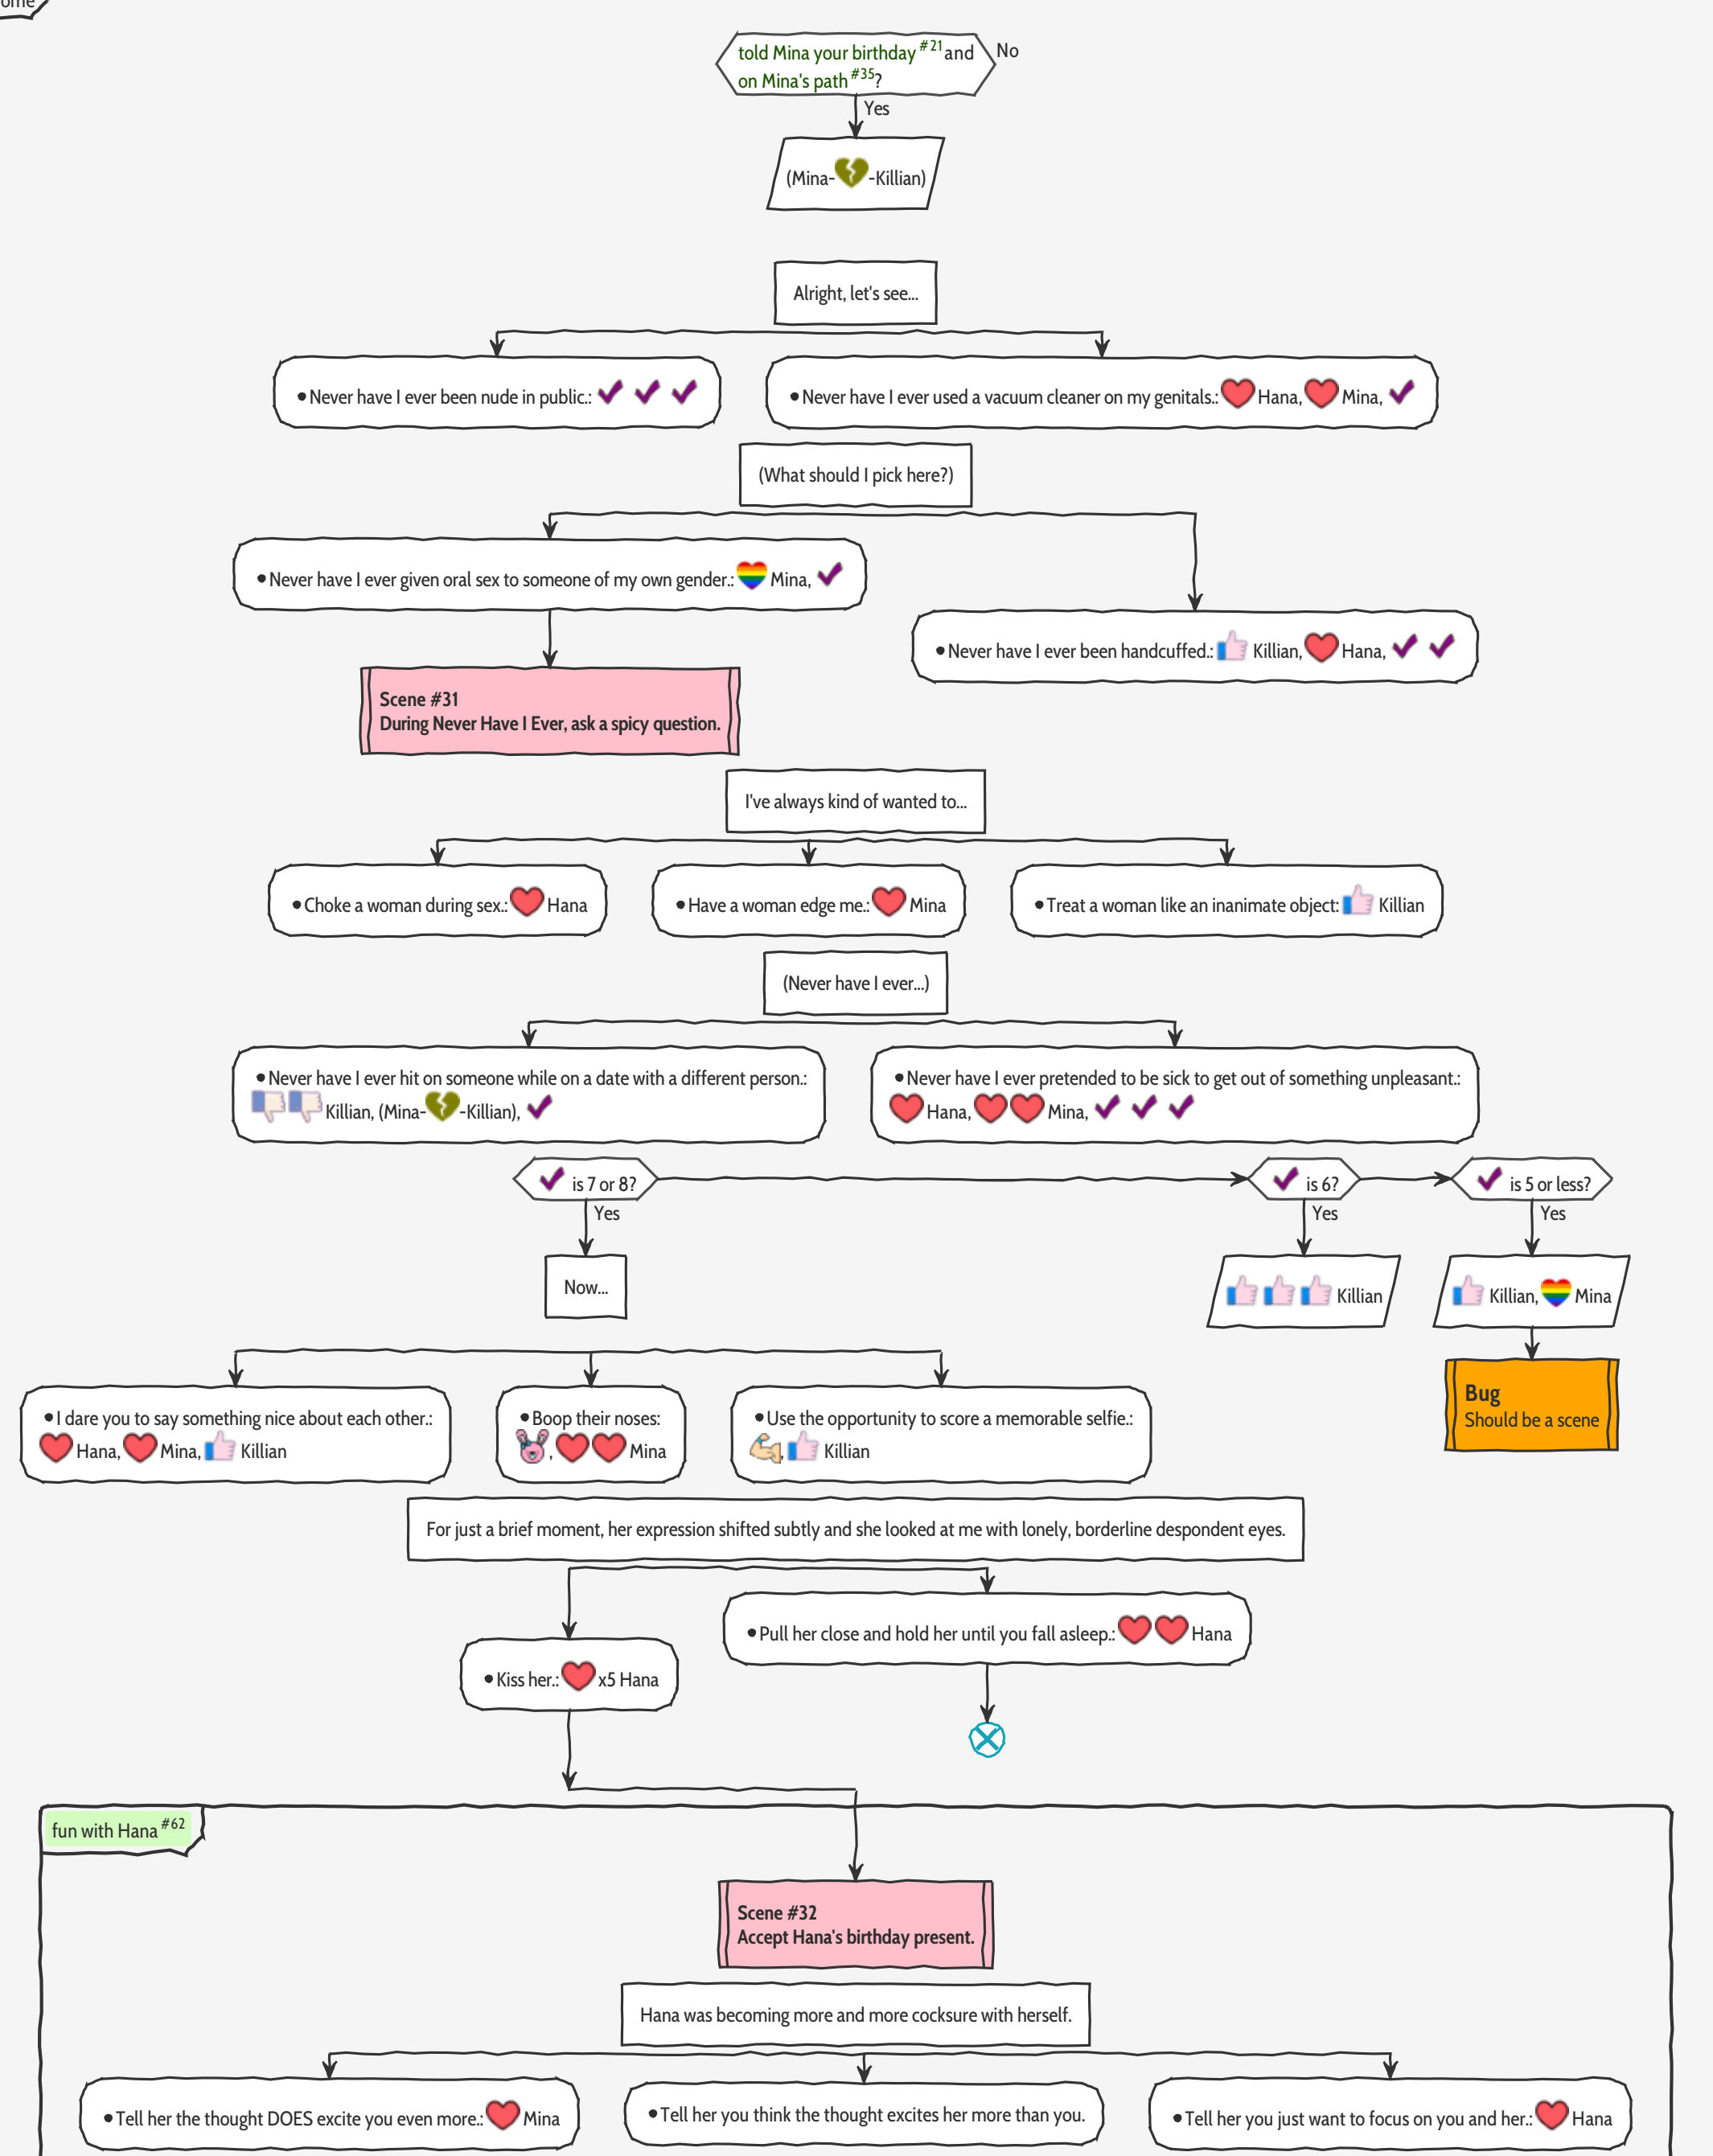 ome
told Mina your birthday #21 and
on Mina's path #35?
No
Yes
(Mina- -Killian)
Alright, let's see...
•Never have I ever been nude in public.: ✔ ✔ ✔
•Never have I ever used a vacuum cleaner on my genitals.: ❤ Hana, ❤ Mina, ✔
(What should I pick here?)
•Never have I ever given oral sex to someone of my own gender.: Mina, ✔
•Never have I ever been handcuffed.: 👍 Killian, ❤ Hana, ✔ ✔
Scene #31
During Never Have I Ever, ask a spicy question.
I've always kind of wanted to...
•Choke a woman during sex.: ❤ Hana
•Have a woman edge me.: ❤ Mina
•Treat a woman like an inanimate object: 👍 Killian
(Never have I ever...)
•Never have I ever hit on someone while on a date with a different person.:
👎👎 Killian, (Mina- -Killian), ✔
•Never have I ever pretended to be sick to get out of something unpleasant.:
❤ Hana, ❤❤ Mina, ✔ ✔ ✔
✔ is 7 or 8?
✔ is 6?
✔ is 5 or less?
Yes
Yes
Yes
Now...
👍👍👍 Killian
👍 Killian, Mina
Bug
Should be a scene
•I dare you to say something nice about each other.:
❤ Hana, ❤ Mina, 👍 Killian
•Boop their noses:
, ❤❤ Mina
•Use the opportunity to score a memorable selfie.:
💪, 👍 Killian
For just a brief moment, her expression shifted subtly and she looked at me with lonely, borderline despondent eyes.
•Pull her close and hold her until you fall asleep.: ❤❤ Hana
•Kiss her.: ❤ x5 Hana
fun with Hana #62
Scene #32
Accept Hana's birthday present.
Hana was becoming more and more cocksure with herself.
•Tell her the thought DOES excite you even more.: ❤ Mina
•Tell her you think the thought excites her more than you.
•Tell her you just want to focus on you and her.: ❤ Hana